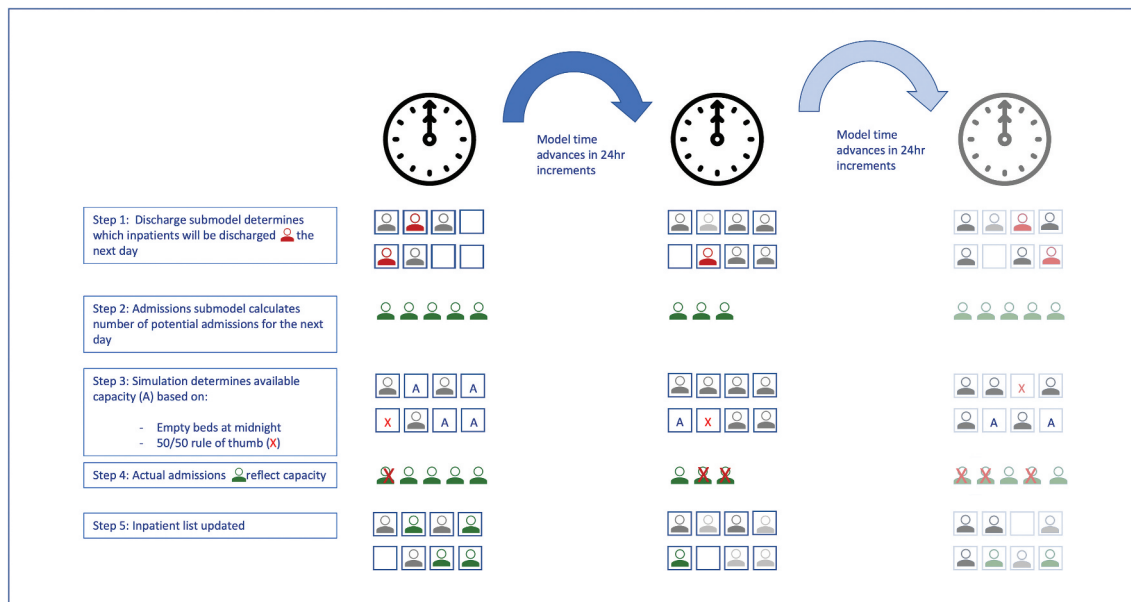 Model time
advances in 24hr
increments
Model time
advances in 24hr
increments
Step 1: Discharge submodel determines
which inpatients will be discharged the
next day
Step 2: Admissions submodel calculates
number of potential admissions for the next
day
Step 3: Simulation determines available
capacity (A) based on:
- Empty beds at midnight
- 50/50 rule of thumb (X)
A A
X A A
A X
X
A A
Step 4: Actual admissions reflect capacity
X
X X
X X X
Step 5: Inpatient list updated